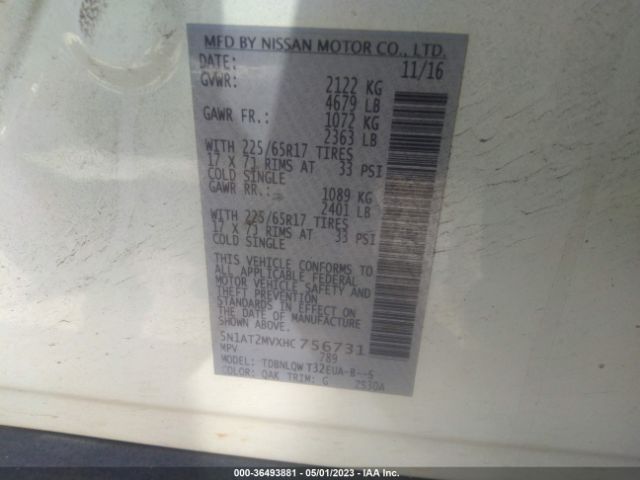 MFD BY NISSAN MOTOR CO., LTD.
DATE: 11/16
GVWR: 2122 KG
4679 LB
GAWR FR.: 1072 KG
2363 LB
WITH 225/65R17 TIRES
17 X 7J RIMS AT 33 PSI
COLD SINGLE
GAWR RR.: 1089 KG
2401 LB
WITH 225/65R17 TIRES
17 X 7J RIMS AT 33 PSI
COLD SINGLE
THIS VEHICLE CONFORMS TO
ALL APPLICABLE FEDERAL
MOTOR VEHICLE SAFETY AND
THEFT PREVENTION
STANDARDS IN EFFECT ON
THE DATE OF MANUFACTURE
SHOWN ABOVE.
5N1AT2MVXHC756731
MPV 789
MODEL: TDBNLQW T32EUA-B--S
COLOR: QAK TRIM: G 2S30A
000-36493881 - 05/01/2023 - IAA Inc.